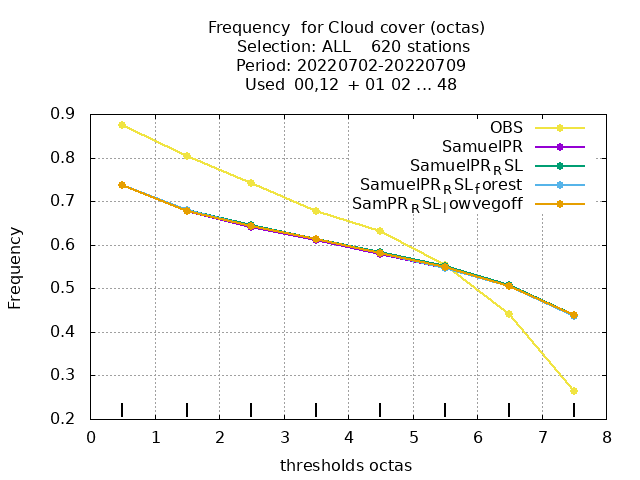 Frequency  for Cloud cover (octas)
Selection: ALL    620 stations
Period: 20220702-20220709
Used  00,12  + 01 02 ... 48
OBS
SamuelPR
SamuelPR_RSL
SamuelPR_RSL_forest
SamPR_RSL_lowvegoff
Frequency
0.9
0.8
0.7
0.6
0.5
0.4
0.3
0.2
0 1 2 3 4 5 6 7 8
thresholds octas